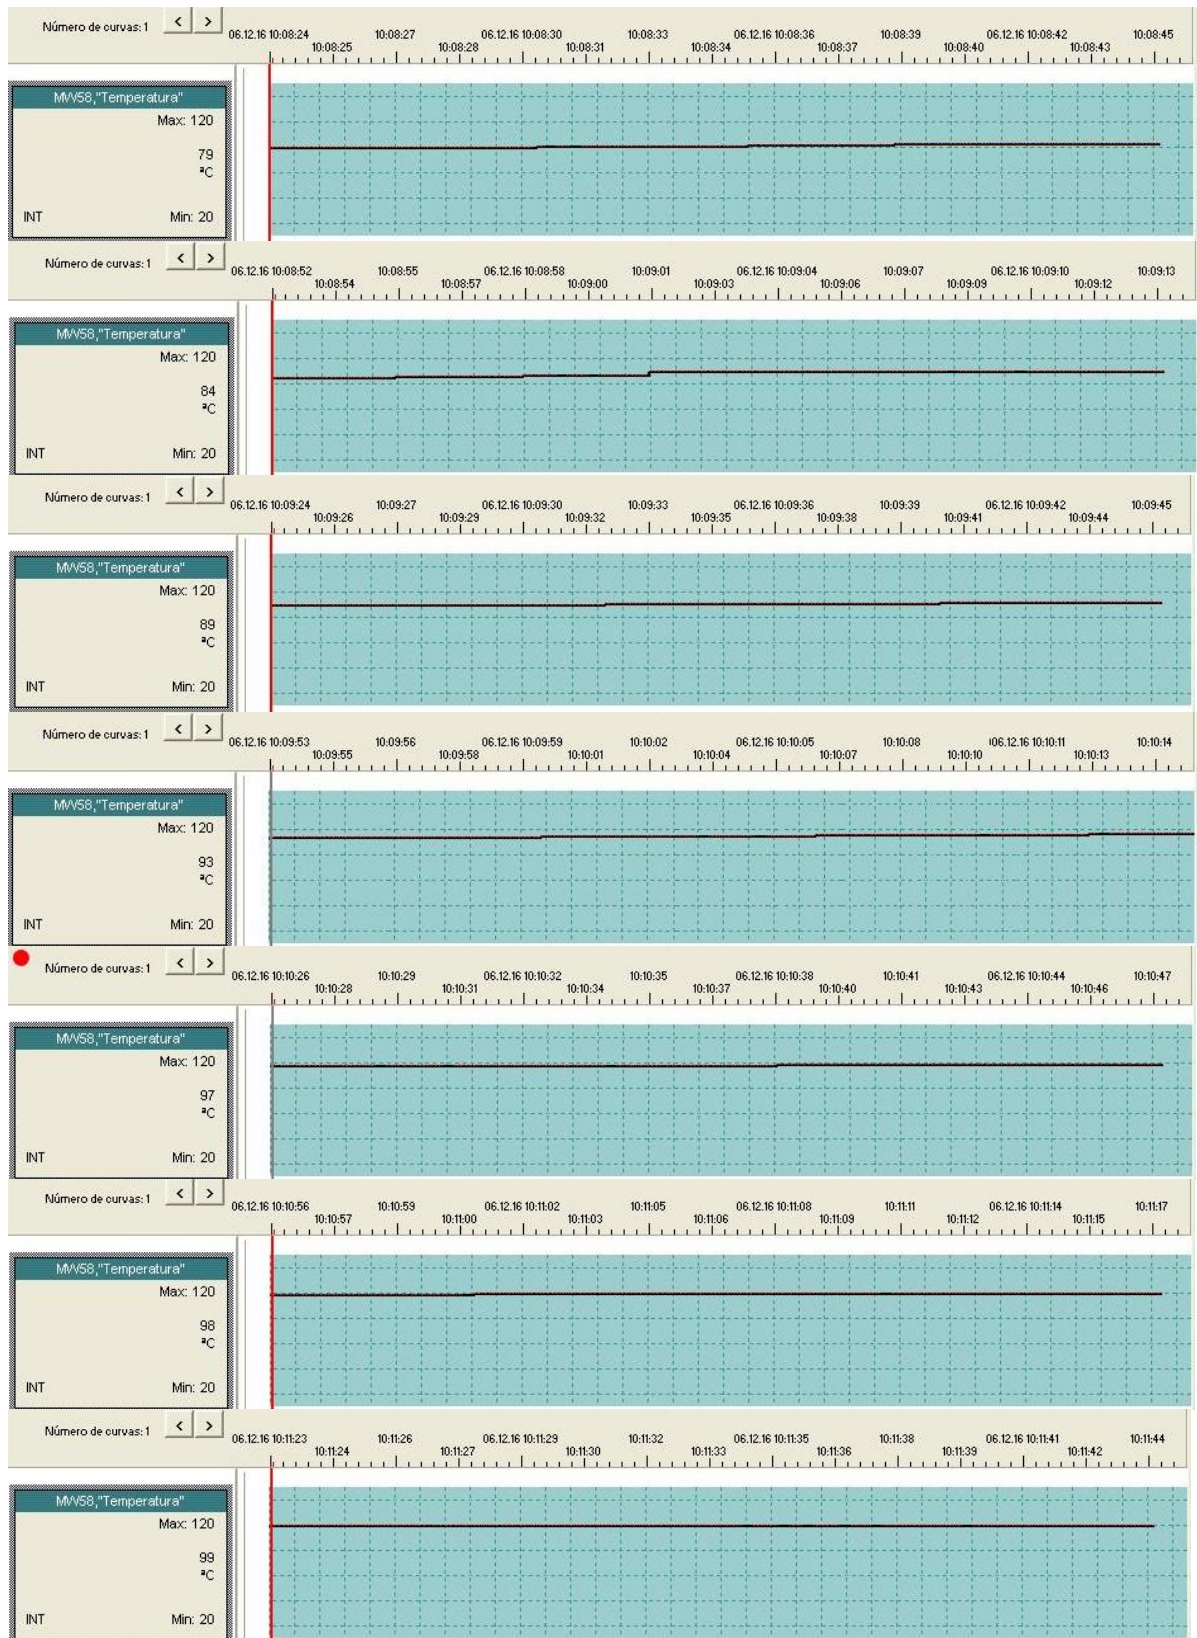 Número de curvas: 1 < >
06.12.16 10:08:24 10:08:27 06.12.16 10:08:30 10:08:33 06.12.16 10:08:36 10:08:39 06.12.16 10:08:42 10:08:45
10:08:25 10:08:28 10:08:31 10:08:34 10:08:37 10:08:40 10:08:43
MW58,"Temperatura"
Max: 120
79
ºC
INT Min: 20
Número de curvas: 1 < >
06.12.16 10:08:52 10:08:55 06.12.16 10:08:58 10:09:01 06.12.16 10:09:04 10:09:07 06.12.16 10:09:10 10:09:13
10:08:54 10:08:57 10:09:00 10:09:03 10:09:06 10:09:09 10:09:12
MW58,"Temperatura"
Max: 120
84
ºC
INT Min: 20
Número de curvas: 1 < >
06.12.16 10:09:24 10:09:27 06.12.16 10:09:30 10:09:33 06.12.16 10:09:36 10:09:39 06.12.16 10:09:42 10:09:45
10:09:26 10:09:29 10:09:32 10:09:35 10:09:38 10:09:41 10:09:44
MW58,"Temperatura"
Max: 120
89
ºC
INT Min: 20
Número de curvas: 1 < >
06.12.16 10:09:53 10:09:56 06.12.16 10:09:59 10:10:02 06.12.16 10:10:05 10:10:08 06.12.16 10:10:11 10:10:14
10:09:55 10:09:58 10:10:01 10:10:04 10:10:07 10:10:10 10:10:13
MW58,"Temperatura"
Max: 120
93
ºC
INT Min: 20
Número de curvas: 1 < >
06.12.16 10:10:26 10:10:29 06.12.16 10:10:32 10:10:35 06.12.16 10:10:38 10:10:41 06.12.16 10:10:44 10:10:47
10:10:28 10:10:31 10:10:34 10:10:37 10:10:40 10:10:43 10:10:46
MW58,"Temperatura"
Max: 120
97
ºC
INT Min: 20
Número de curvas: 1 < >
06.12.16 10:10:56 10:10:59 06.12.16 10:11:02 10:11:05 06.12.16 10:11:08 10:11:11 06.12.16 10:11:14 10:11:17
10:10:57 10:11:00 10:11:03 10:11:06 10:11:09 10:11:12 10:11:15
MW58,"Temperatura"
Max: 120
98
ºC
INT Min: 20
Número de curvas: 1 < >
06.12.16 10:11:23 10:11:26 06.12.16 10:11:29 10:11:32 06.12.16 10:11:35 10:11:38 06.12.16 10:11:41 10:11:44
10:11:24 10:11:27 10:11:30 10:11:33 10:11:36 10:11:39 10:11:42
MW58,"Temperatura"
Max: 120
99
ºC
INT Min: 20